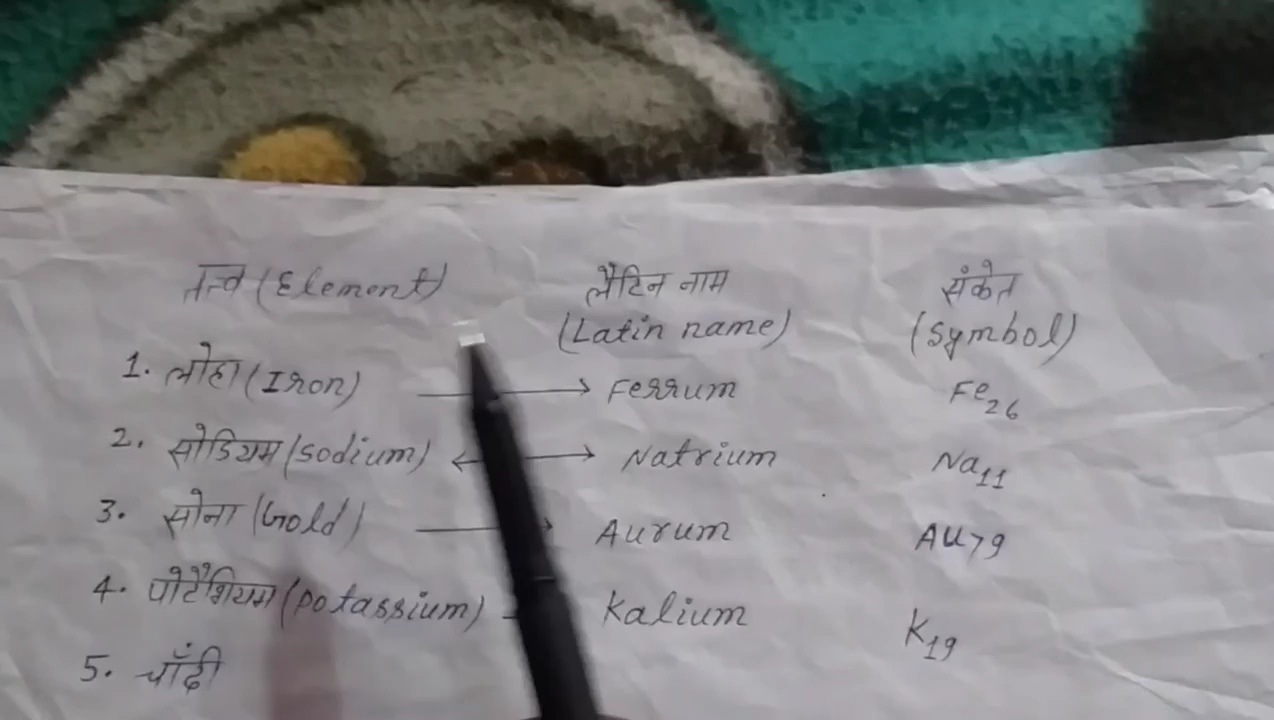 तत्व (Element) लैटिन नाम संकेत
(Latin name) (Symbol)
1. लोहा (Iron) → Ferrum Fe26
2. सोडियम (sodium) ↔ Natrium Na11
3. सोना (Gold) → Aurum Au79
4. पोटैशियम (potassium) Kalium K19
5. चाँदी